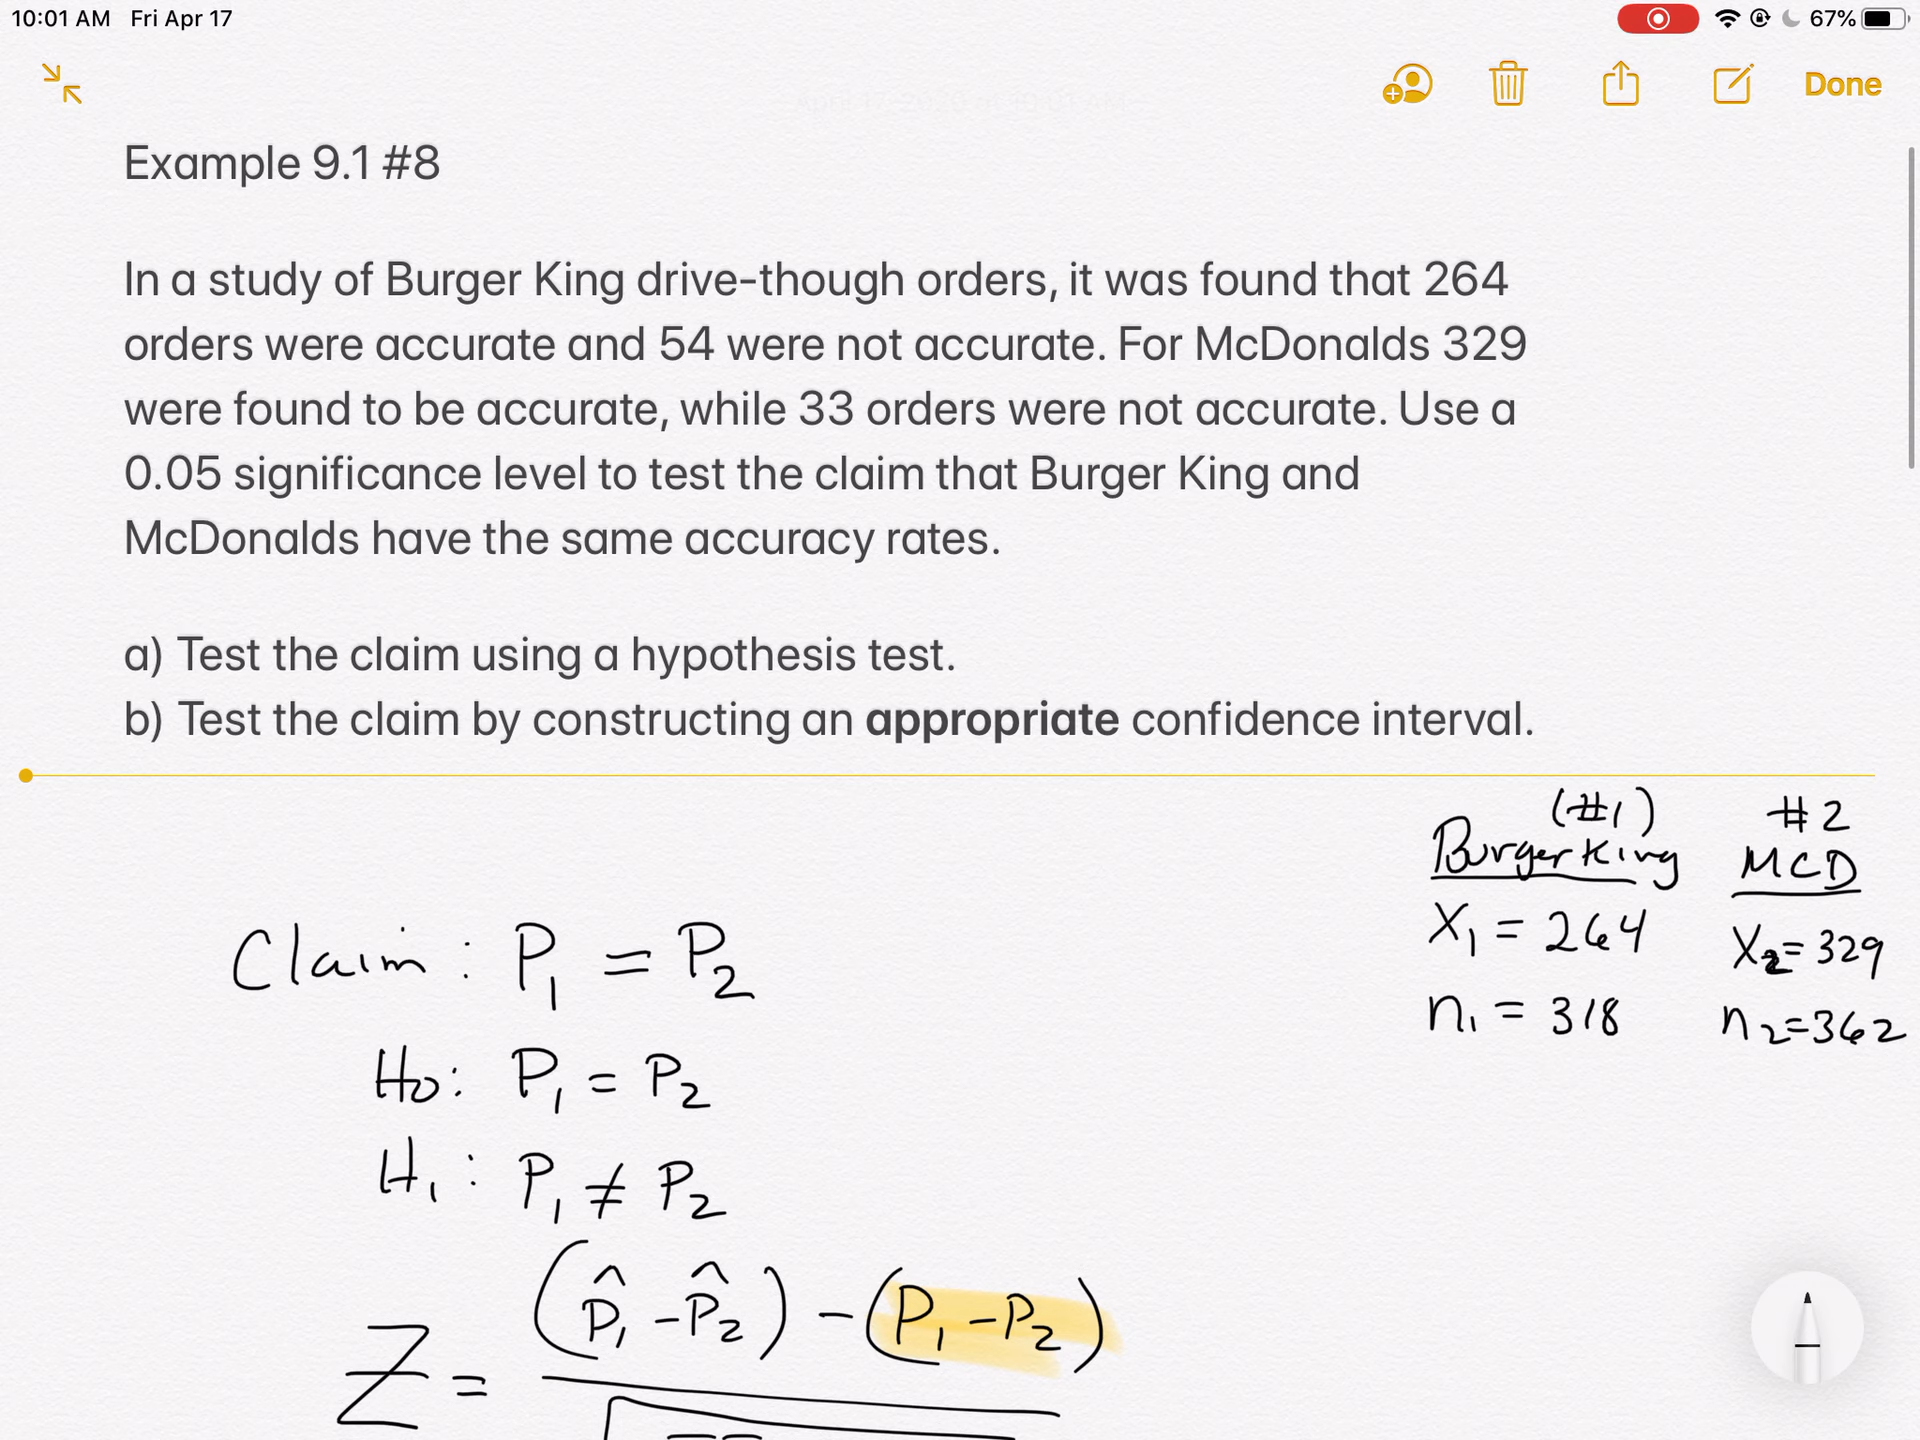 10:01 AM Fri Apr 17
67%
Done
Example 9.1 #8
In a study of Burger King drive-though orders, it was found that 264
orders were accurate and 54 were not accurate. For McDonalds 329
were found to be accurate, while 33 orders were not accurate. Use a
0.05 significance level to test the claim that Burger King and
McDonalds have the same accuracy rates.
a) Test the claim using a hypothesis test.
b) Test the claim by constructing an appropriate confidence interval.
(#1) #2
Burger King MCD
X₁ = 264 X₂= 329
n₁ = 318 n₂=362
Claim: P₁ = P₂
H₀: P₁ = P₂
H₁: P₁ ≠ P₂
Z = (p̂₁ - p̂₂) - (P₁ - P₂)